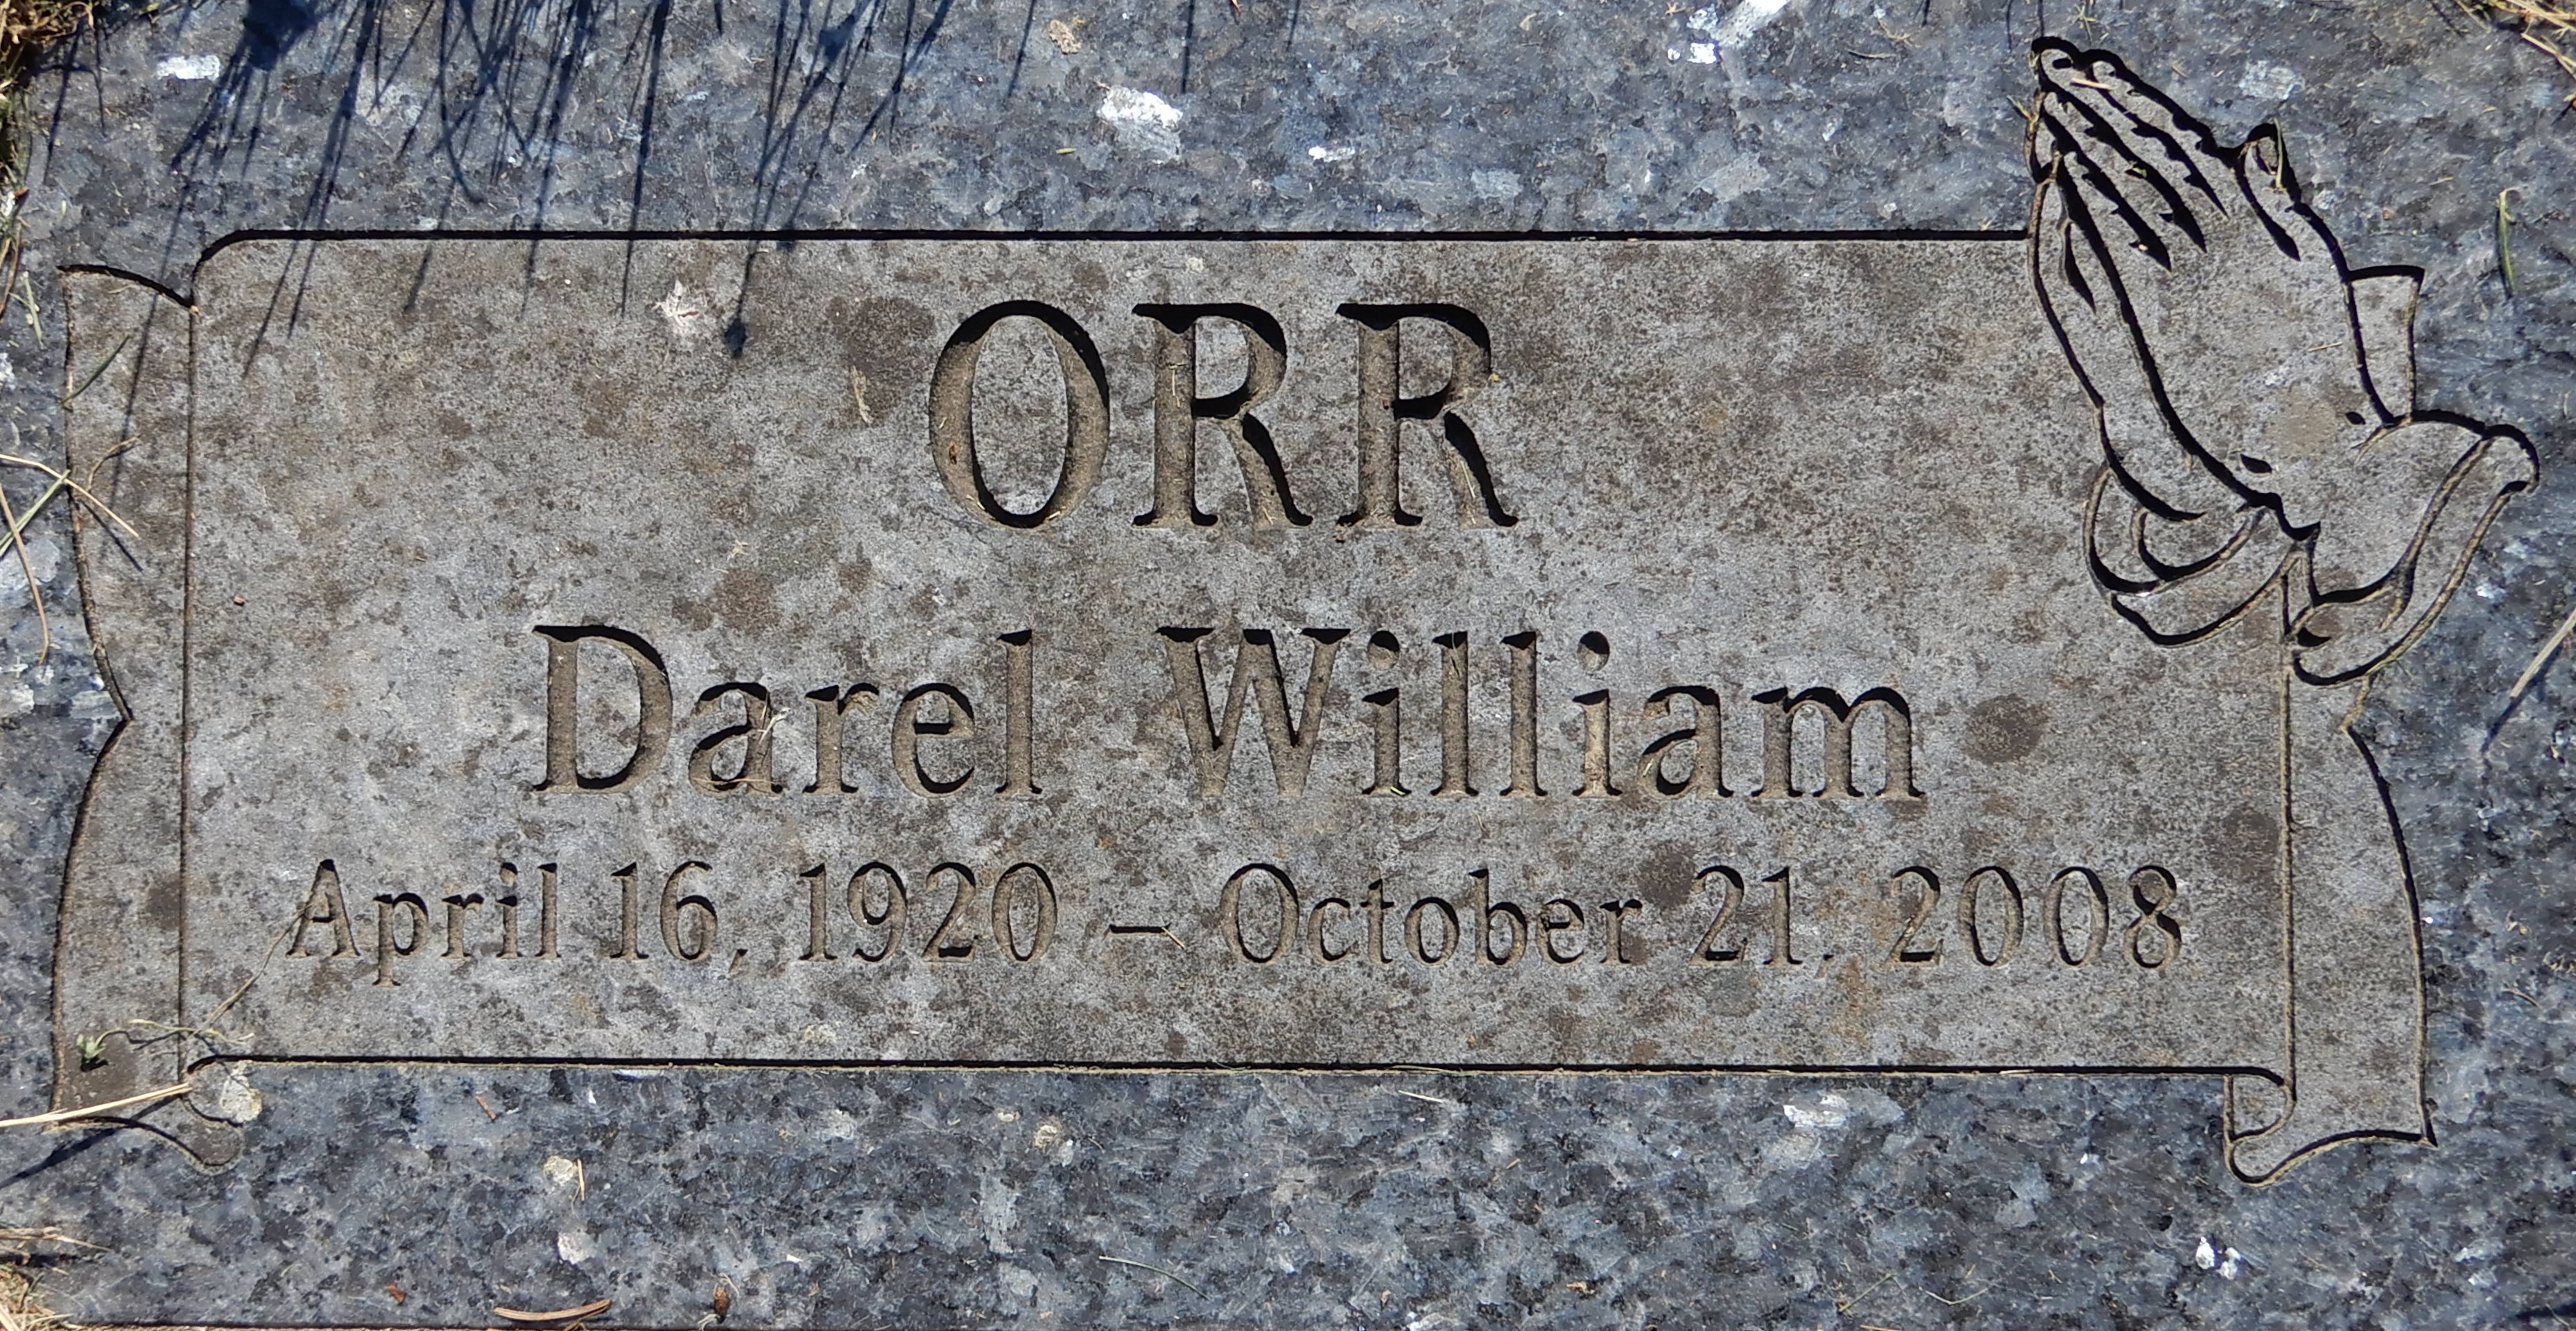 ORR
Darel William
April 16, 1920 – October 21, 2008